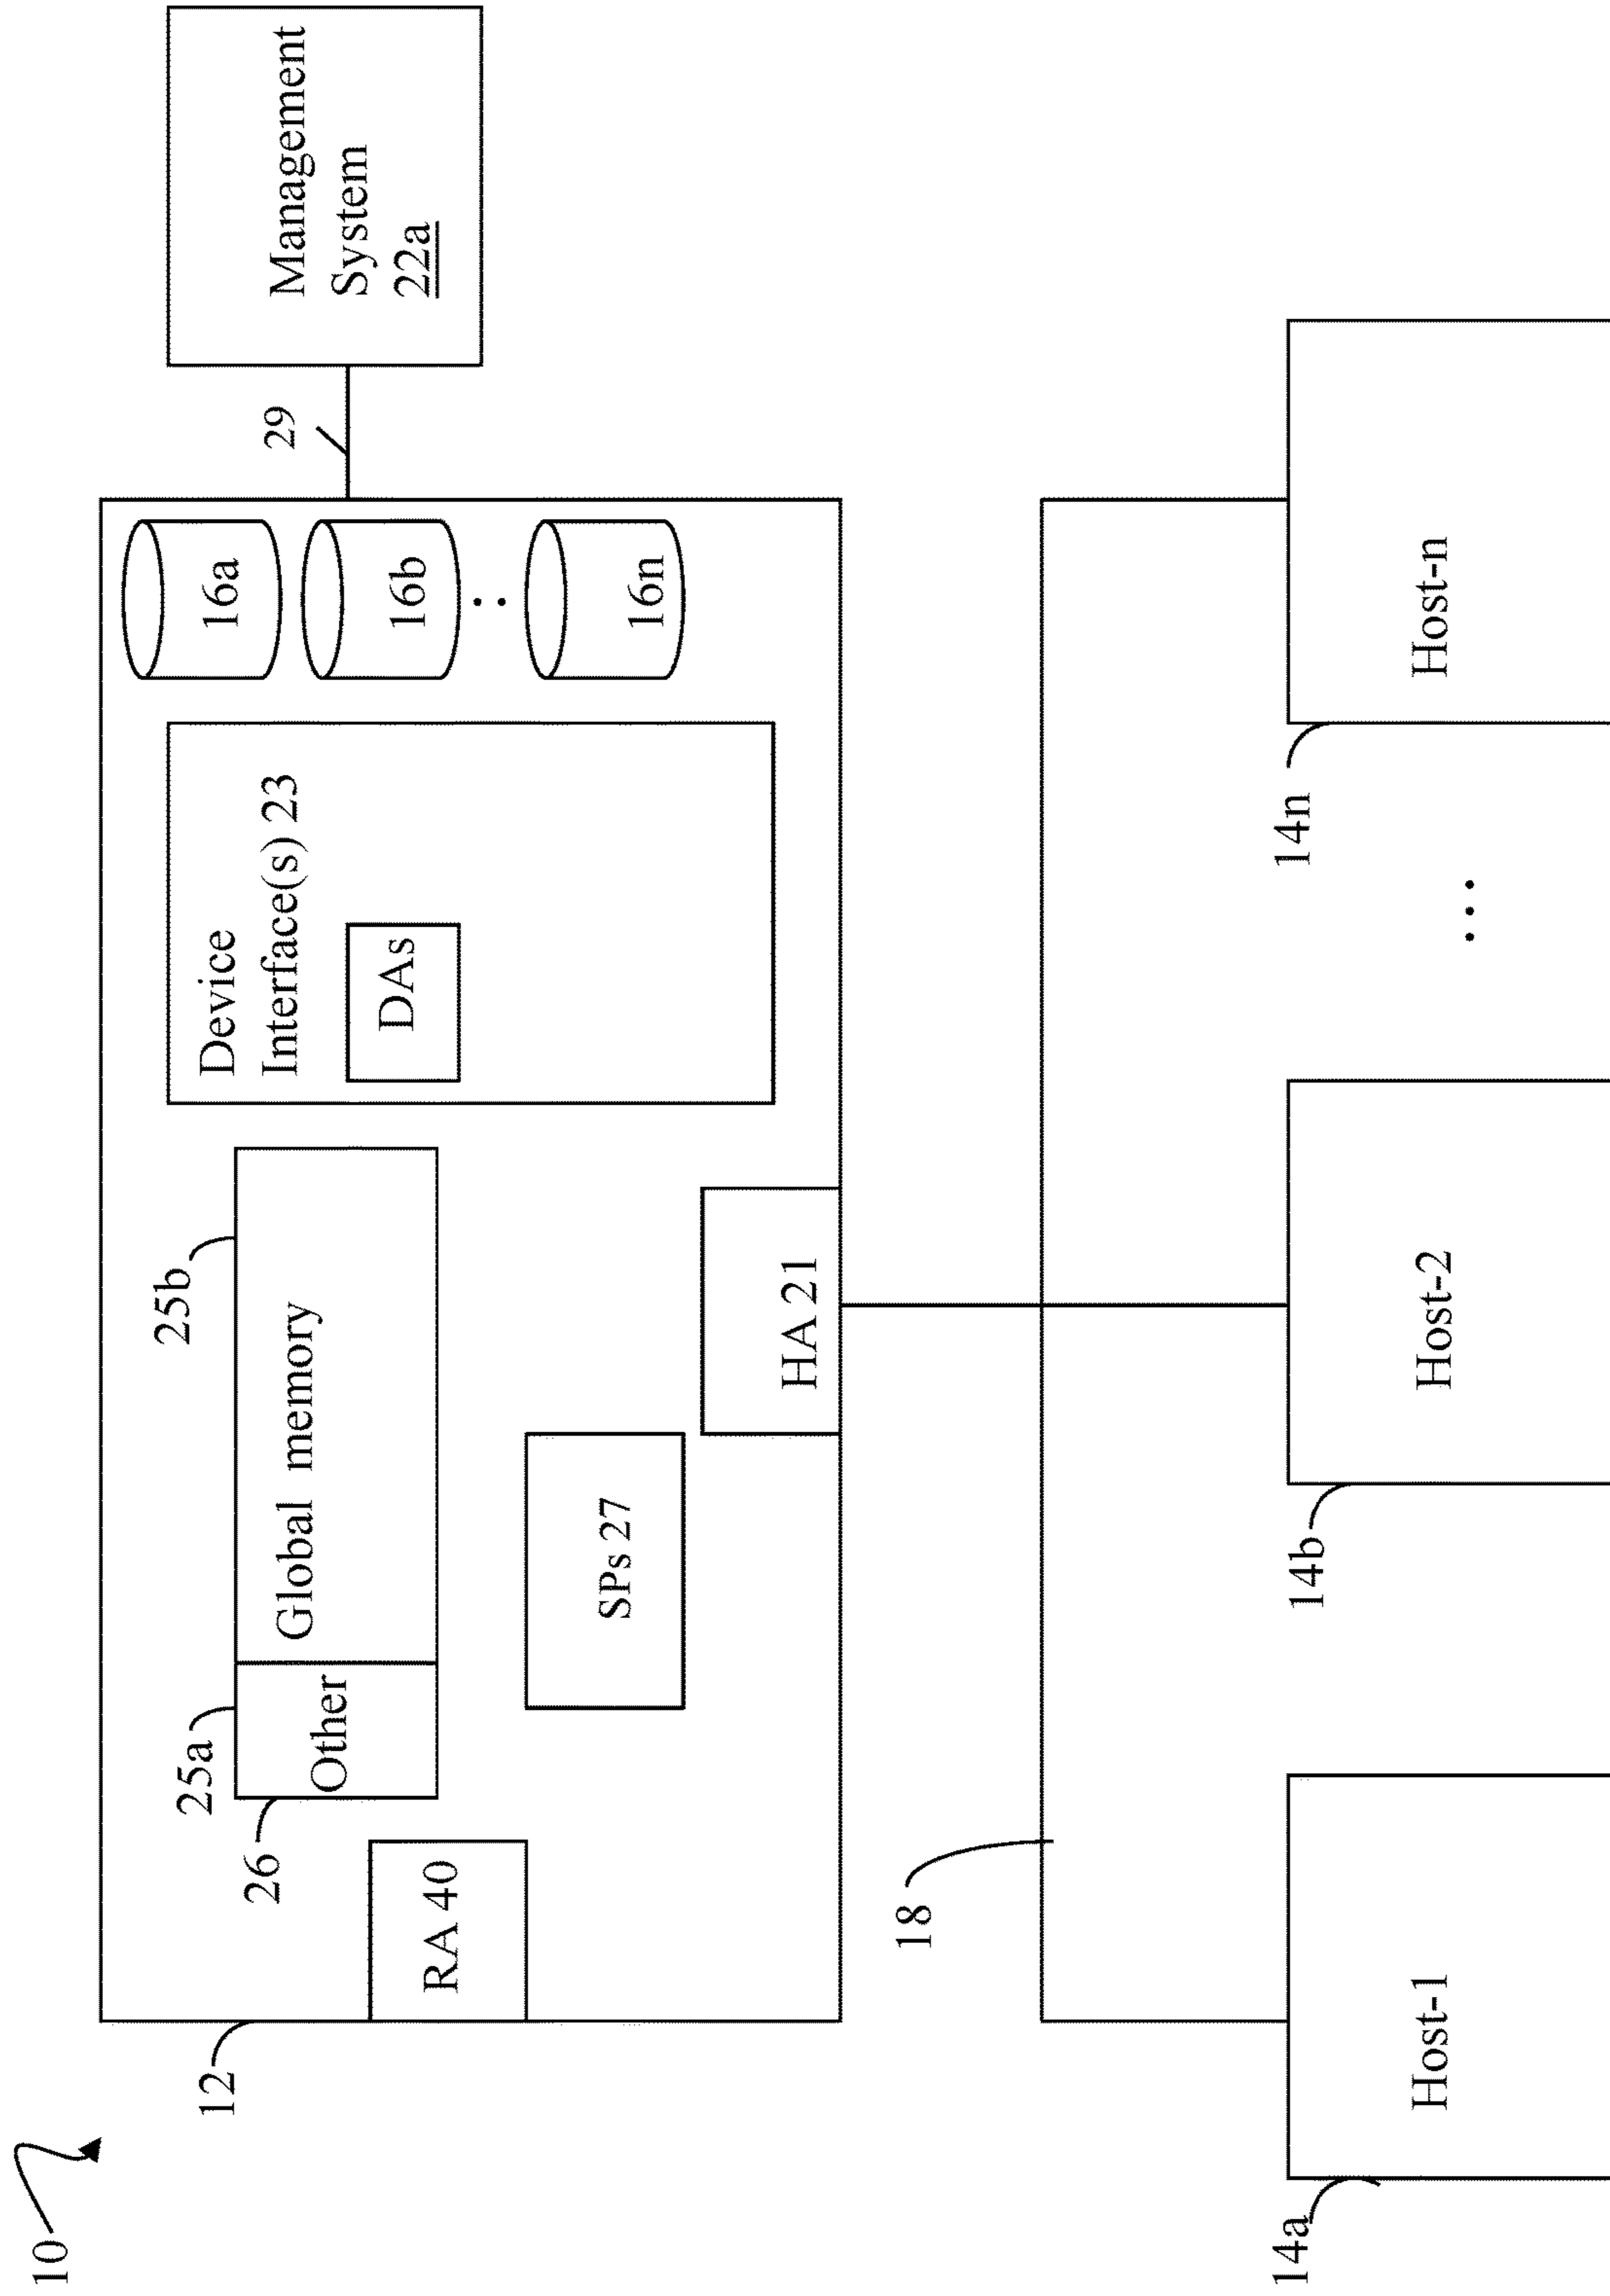 10
12
RA 40
26
25a
Other
25b
Global memory
SPs 27
HA 21
Device
Interface(s) 23
DAs
16a
16b
16n
29
Management
System
22a
18
14a
Host-1
14b
Host-2
14n
Host-n